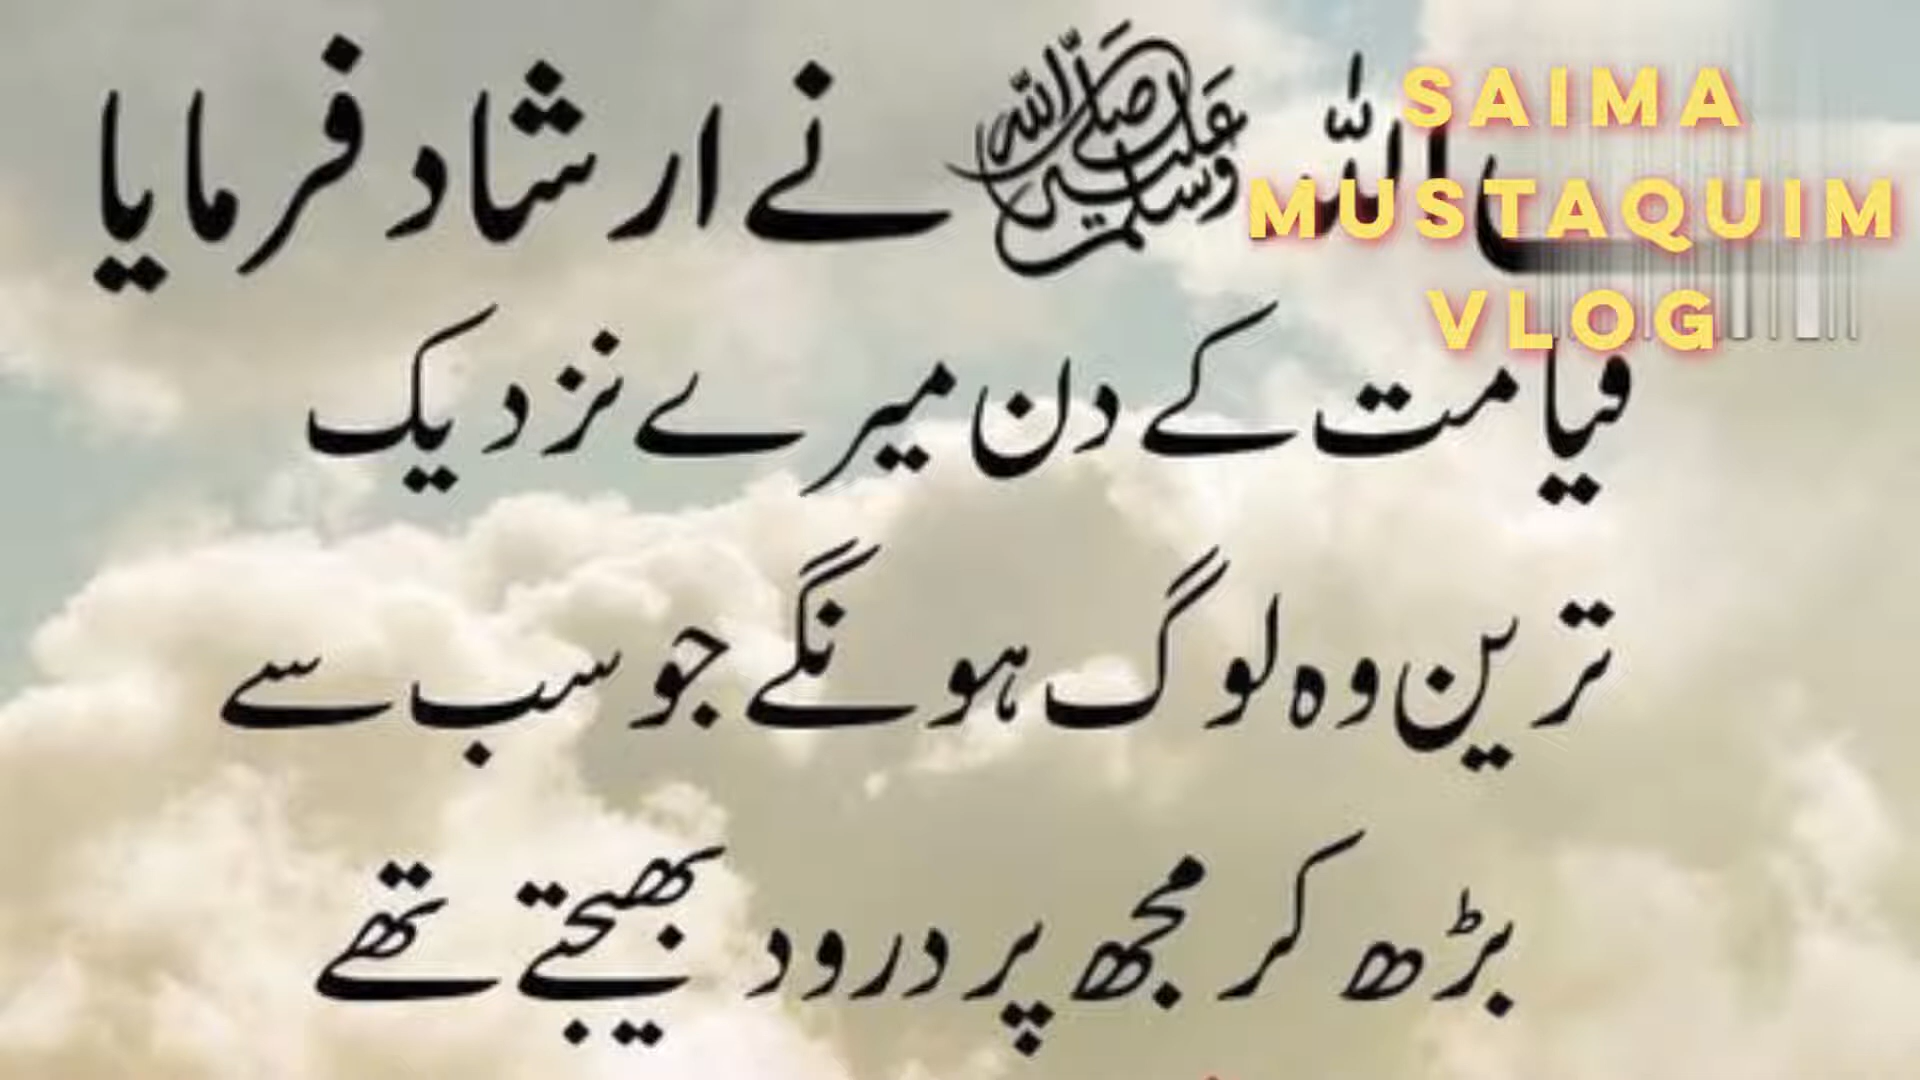 اللہ ﷺ نے ارشاد فرمایا
قیامت کے دن میرے نزدیک
ترین وہ لوگ ہونگے جو سب سے
بڑھ کر مجھ پر درود بھیجتے تھے
SAIMA
MUSTAQUIM
VLOG